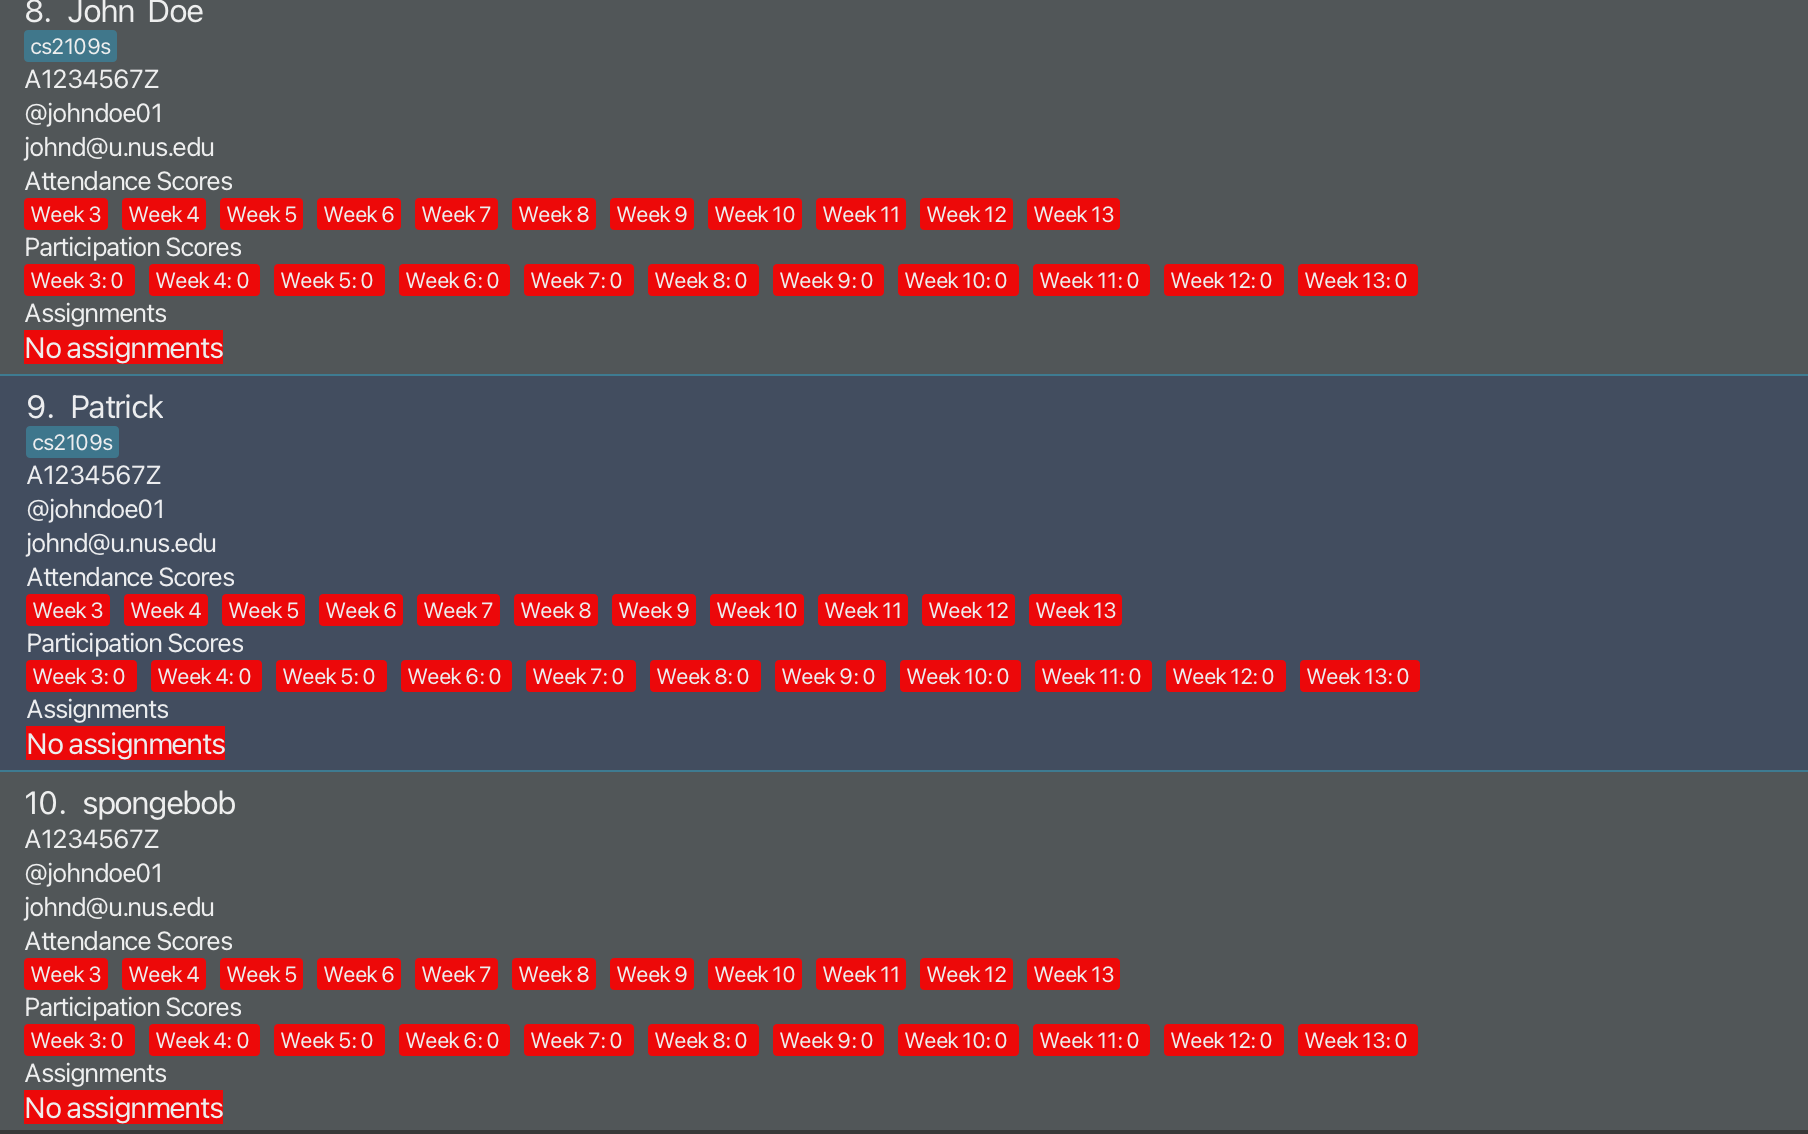 8. John Doe
cs2109s
A1234567Z
@johndoe01
johnd@u.nus.edu
Attendance Scores
Week 3 Week 4 Week 5 Week 6 Week 7 Week 8 Week 9 Week 10 Week 11 Week 12 Week 13
Participation Scores
Week 3: 0 Week 4: 0 Week 5: 0 Week 6: 0 Week 7: 0 Week 8: 0 Week 9: 0 Week 10: 0 Week 11: 0 Week 12: 0 Week 13: 0
Assignments
No assignments
9. Patrick
cs2109s
A1234567Z
@johndoe01
johnd@u.nus.edu
Attendance Scores
Week 3 Week 4 Week 5 Week 6 Week 7 Week 8 Week 9 Week 10 Week 11 Week 12 Week 13
Participation Scores
Week 3: 0 Week 4: 0 Week 5: 0 Week 6: 0 Week 7: 0 Week 8: 0 Week 9: 0 Week 10: 0 Week 11: 0 Week 12: 0 Week 13: 0
Assignments
No assignments
10. spongebob
A1234567Z
@johndoe01
johnd@u.nus.edu
Attendance Scores
Week 3 Week 4 Week 5 Week 6 Week 7 Week 8 Week 9 Week 10 Week 11 Week 12 Week 13
Participation Scores
Week 3: 0 Week 4: 0 Week 5: 0 Week 6: 0 Week 7: 0 Week 8: 0 Week 9: 0 Week 10: 0 Week 11: 0 Week 12: 0 Week 13: 0
Assignments
No assignments